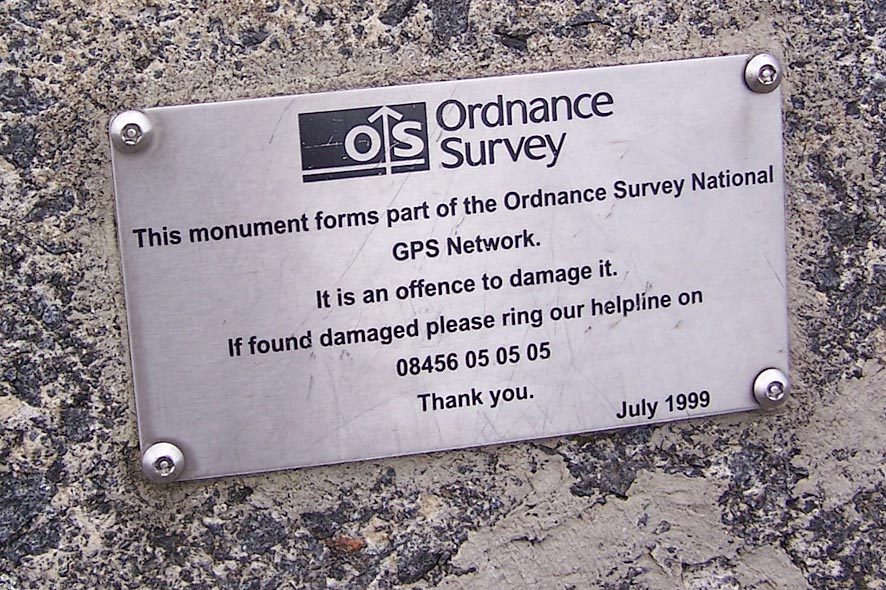 OS Ordnance
Survey
This monument forms part of the Ordnance Survey National
GPS Network.
It is an offence to damage it.
If found damaged please ring our helpline on
08456 05 05 05
Thank you.
July 1999